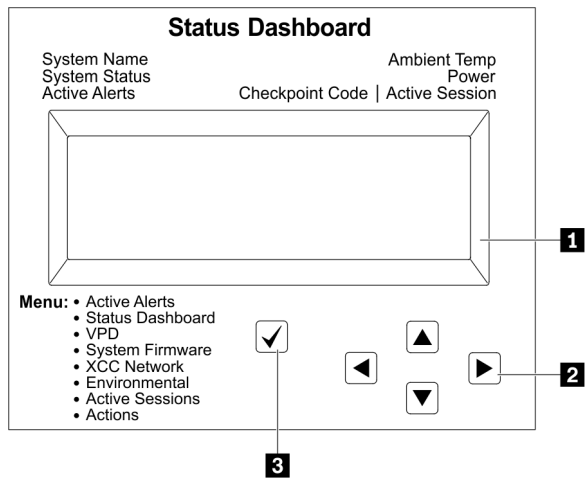 Status Dashboard
System Name
System Status
Active Alerts
Ambient Temp
Power
Checkpoint Code | Active Session
1
Menu: • Active Alerts
• Status Dashboard
• VPD
• System Firmware
• XCC Network
• Environmental
• Active Sessions
• Actions
2
3